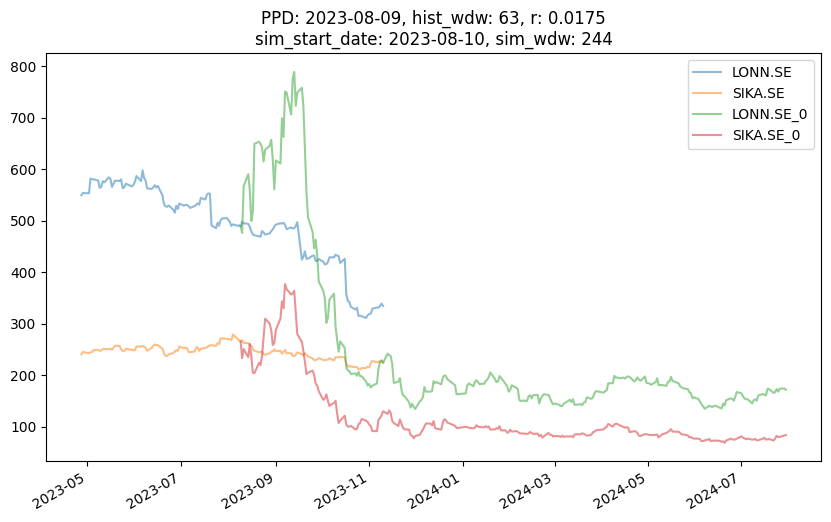 PPD: 2023-08-09, hist_wdw: 63, r: 0.0175
sim_start_date: 2023-08-10, sim_wdw: 244
800
700
600
500
400
300
200
100
LONN.SE
SIKA.SE
LONN.SE_0
SIKA.SE_0
2023-05
2023-07
2023-09
2023-11
2024-01
2024-03
2024-05
2024-07